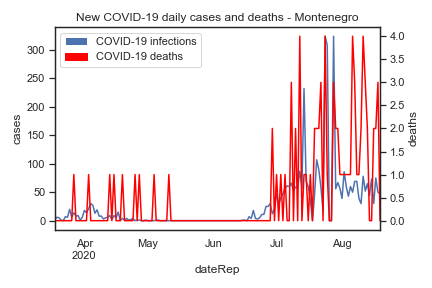 New COVID-19 daily cases and deaths - Montenegro
COVID-19 infections
COVID-19 deaths
300
250
200
150
100
50
0
cases
4.0
3.5
3.0
2.5
2.0
1.5
1.0
0.5
0.0
deaths
Apr May Jun Jul Aug
2020
dateRep